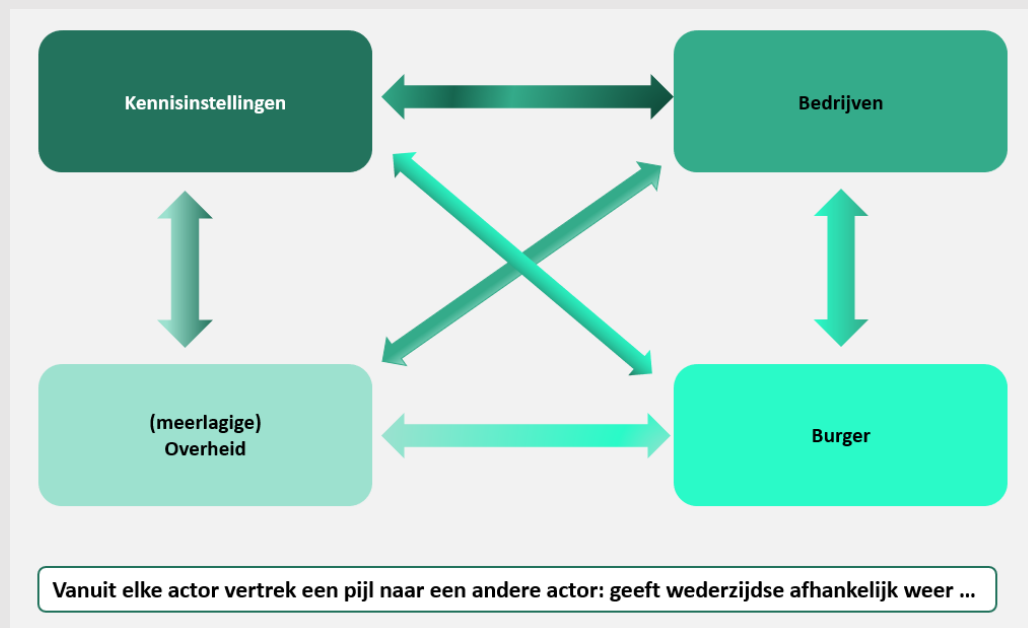 Kennisinstellingen
Bedrijven
(meerlagige)
Overheid
Burger
Vanuit elke actor vertrek een pijl naar een andere actor: geeft wederzijdse afhankelijk weer ...